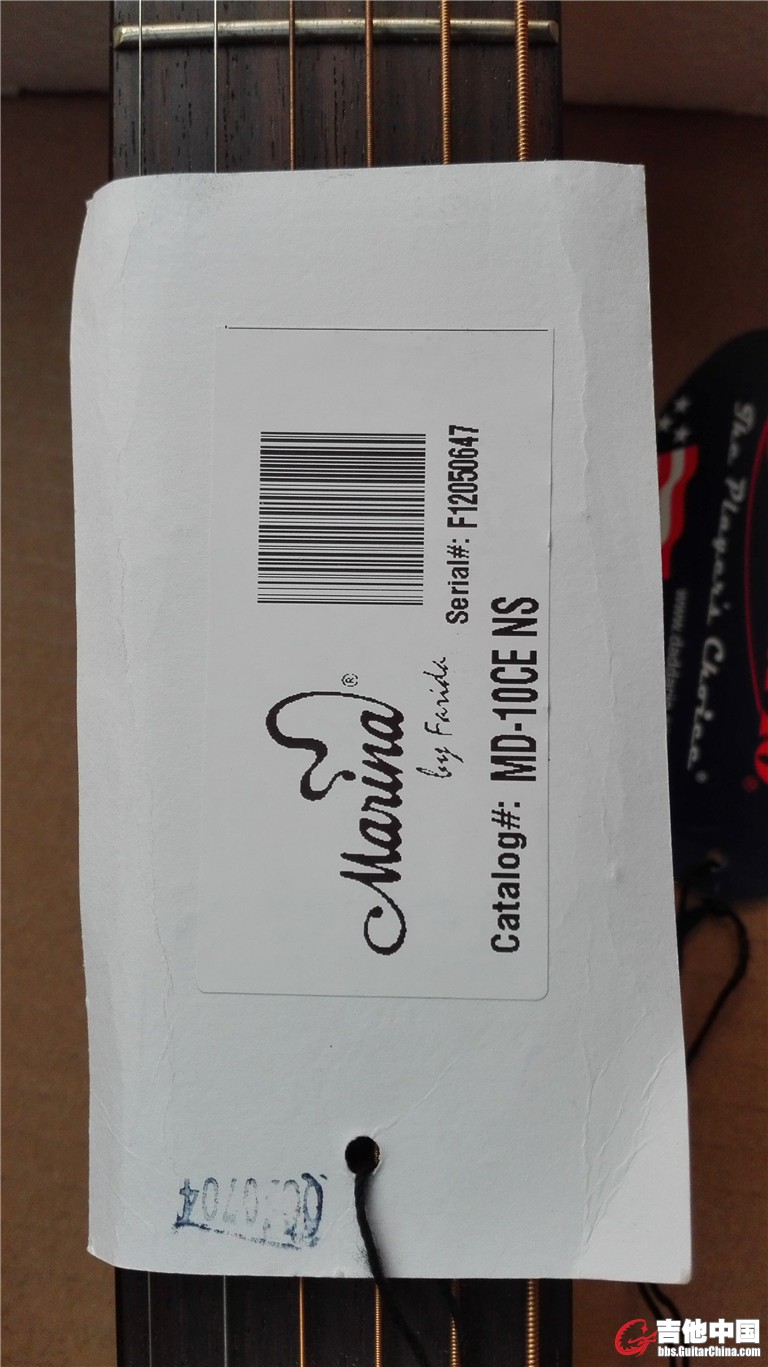 Marina®
by Farida
Serial#: F12050647
Catalog#: MD-10CE NS
The Player's Choice®
吉他中国
bbs.GuitarChina.com